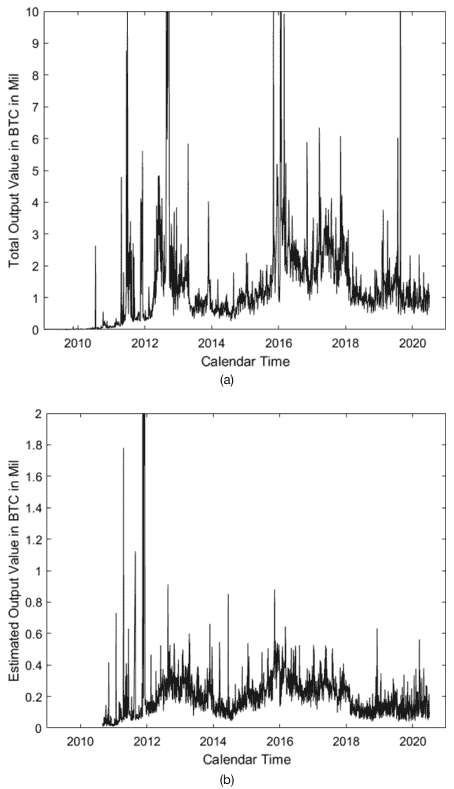 10
9
8
7
6
5
4
3
2
1
0
Total Output Value in BTC in Mil
2010 2012 2014 2016 2018 2020
Calendar Time
(a)
2
1.8
1.6
1.4
1.2
1
0.8
0.6
0.4
0.2
0
Estimated Output Value in BTC in Mil
2010 2012 2014 2016 2018 2020
Calendar Time
(b)